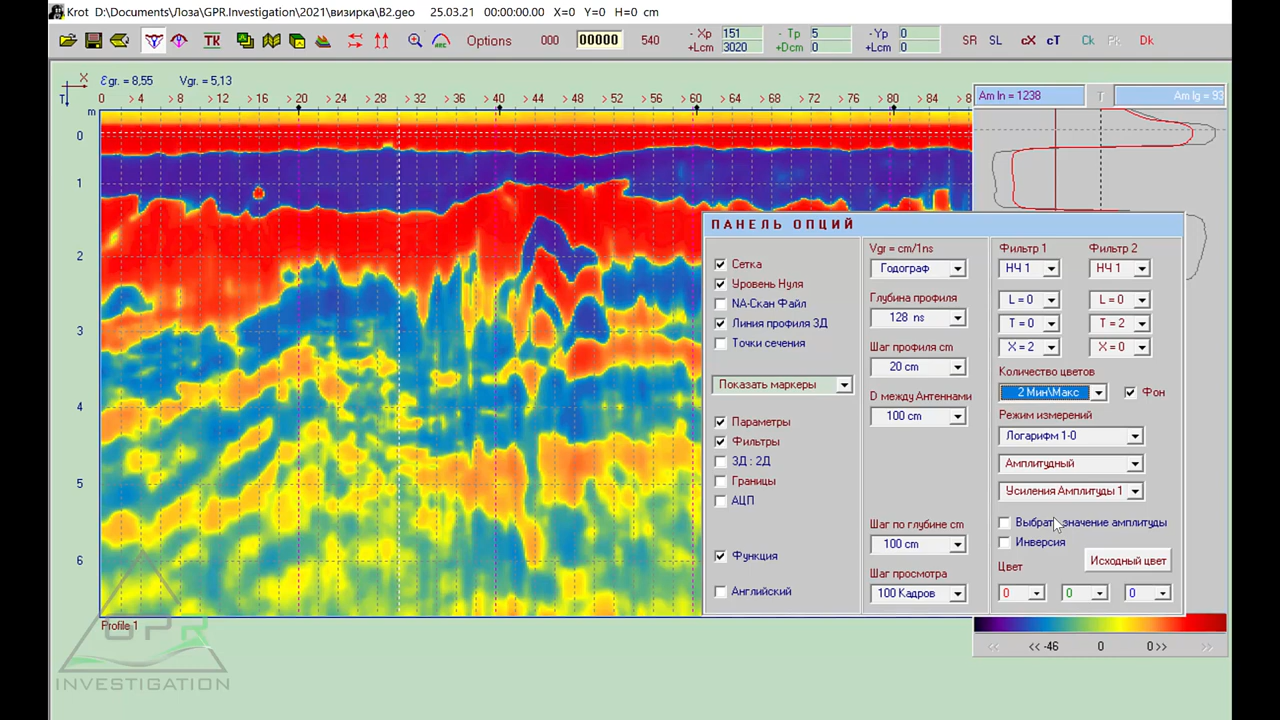 Krot D:\Documents\Лоза\GPR.Investigation\2021\визирка\B2.geo 25.03.21 00:00:00.00 X=0 Y=0 H=0 cm
TK ABC Options 000 00000 540 - Xp 151 - Tp 5 - Yp 0 SR SL cX cT Ck Pk Dk
+Lcm 3020 +Dcm 0 +Lcm 0
X Ɛgr. = 8,55 Vgr. = 5,13
T
Am In = 1238 T Am Ig = 93
0 > 4 > 8 > 12 > 16 > 20 > 24 > 28 > 32 > 36 > 40 > 44 > 48 > 52 > 56 > 60 > 64 > 68 > 72 > 76 > 80 > 84 > 8
m
0
1
2
3
4
5
6
ПАНЕЛЬ ОПЦИЙ
Сетка
Уровень Нуля
NA-Скан Файл
Линия профиля 3Д
Точки сечения
Показать маркеры
Параметры
Фильтры
3Д : 2Д
Границы
АЦП
Функция
Английский
Vgr = cm/1ns
Годограф
Глубина профиля
128 ns
Шаг профиля cm
20 cm
D между Антеннами
100 cm
Шаг по глубине cm
100 cm
Шаг просмотра
100 Кадров
Фильтр 1 Фильтр 2
НЧ 1 НЧ 1
L = 0 L = 0
T = 0 T = 2
X = 2 X = 0
Количество цветов
2 Мин\Макс Фон
Режим измерений
Логарифм 1-0
Амплитудный
Усиления Амплитуды 1
Выбрать значение амплитуды
Инверсия
Цвет Исходный цвет
0 0 0
<< << -46 0 0 >> >>
Profile 1
GPR
INVESTIGATION